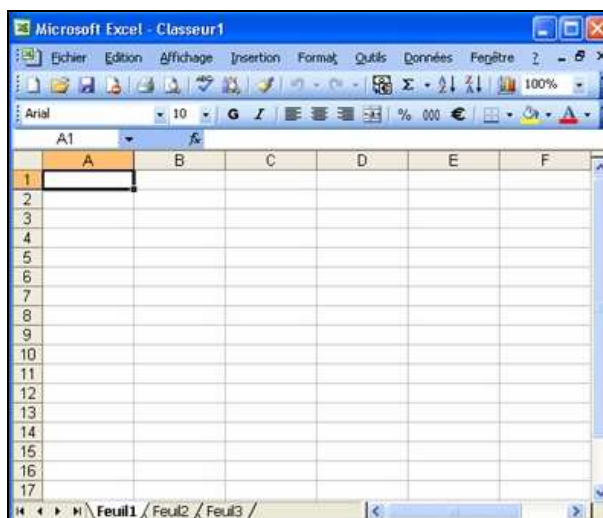 Microsoft Excel - Classeur1
Fichier Edition Affichage Insertion Format Outils Données Fenêtre ?
Σ 100%
Arial 10 G I % 000 €
A1 fx
A B C D E F
1
2
3
4
5
6
7
8
9
10
11
12
13
14
15
16
17
Feuil1 Feuil2 Feuil3